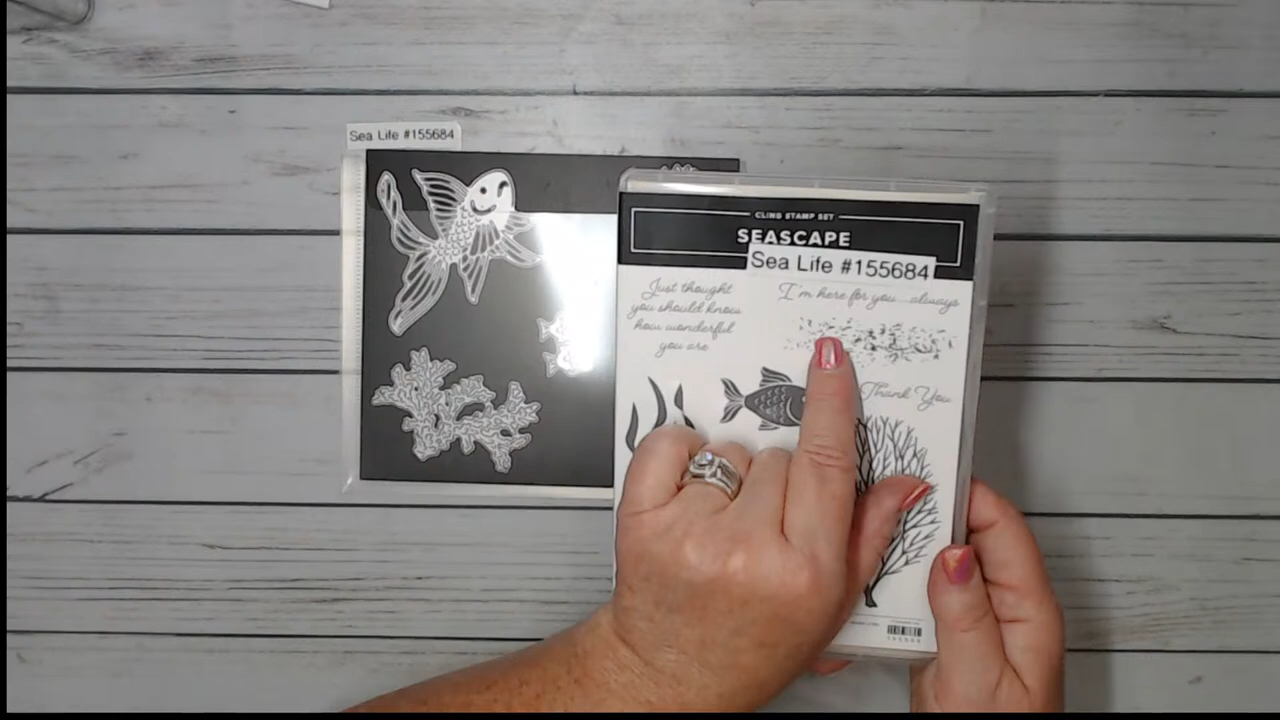 Sea Life #155684
CLING STAMP SET
SEASCAPE
Sea Life #155684
Just thought
you should know
how wonderful
you are
I'm here for you always
Thank You